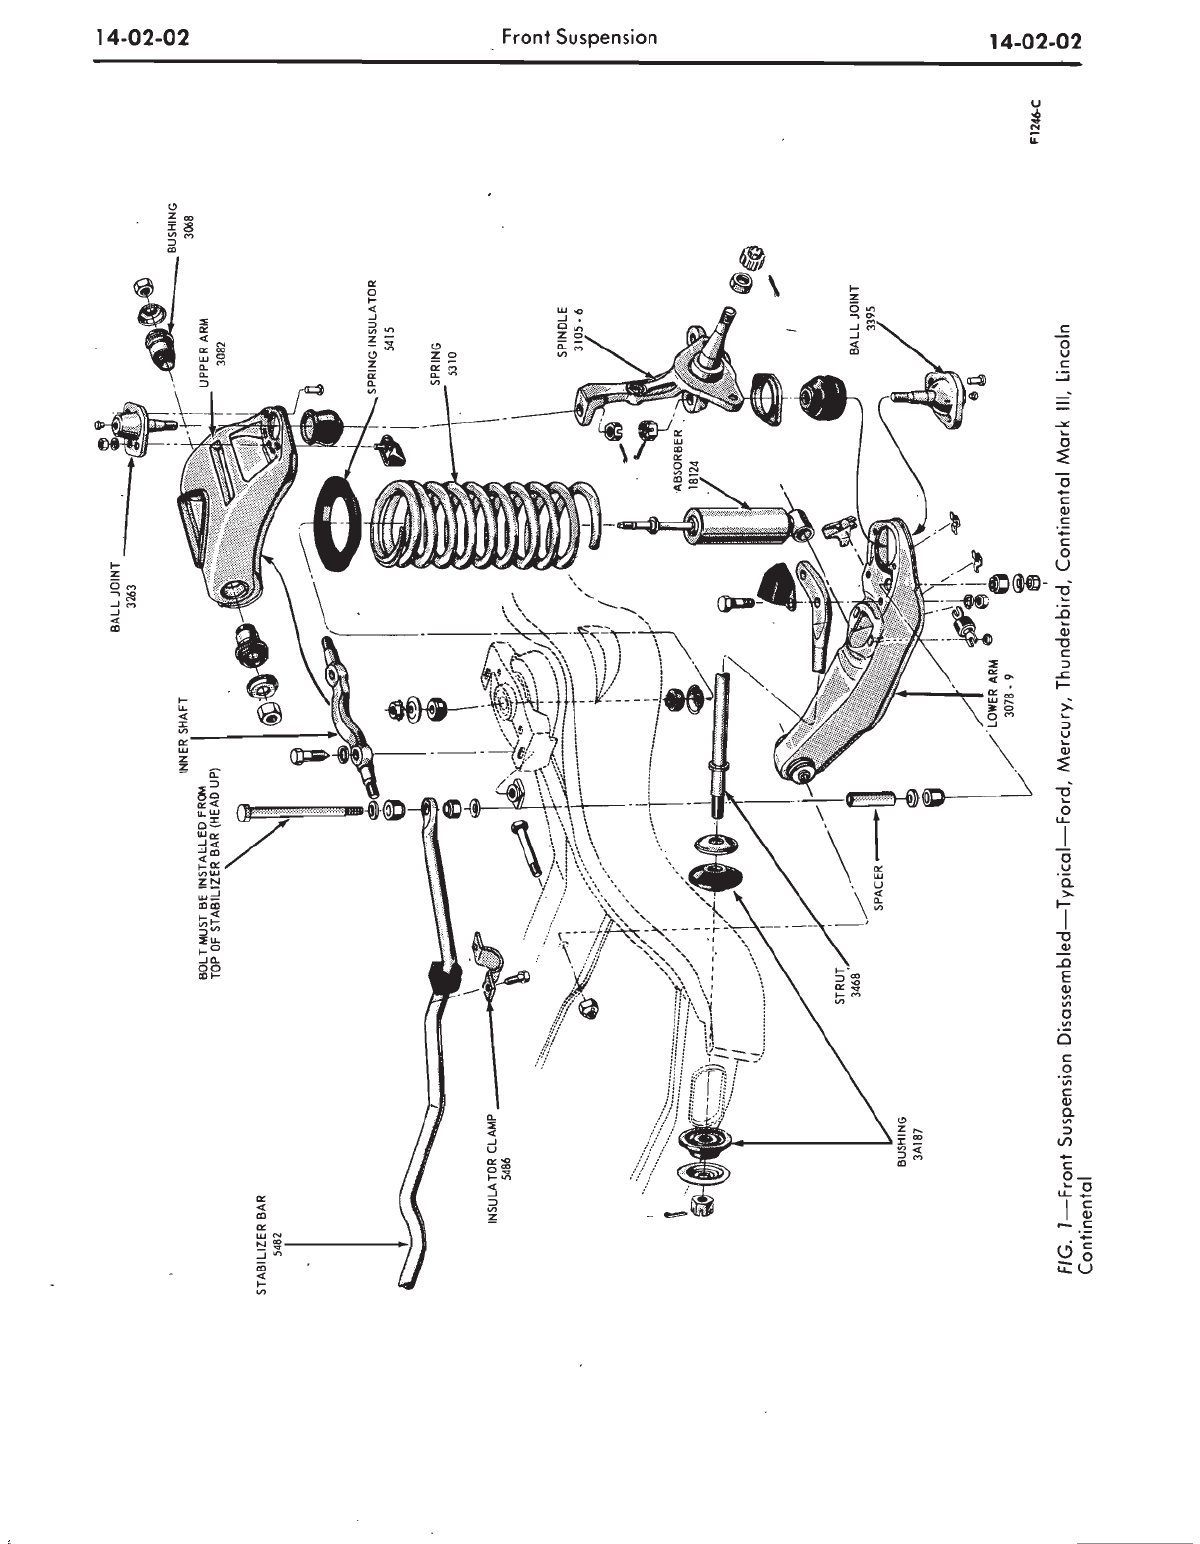 14-02-02
Front Suspension
14-02-02
F1246-C
BUSHING
3068
UPPER ARM
3082
SPRING INSULATOR
5415
SPRING
5310
SPINDLE
3105 - 6
BALL JOINT
3395
ABSORBER
18124
BALL JOINT
3263
INNER SHAFT
BOLT MUST BE INSTALLED FROM
TOP OF STABILIZER BAR (HEAD UP)
LOWER ARM
3078 - 9
SPACER
STRUT
3468
BUSHING
3A187
INSULATOR CLAMP
5486
STABILIZER BAR
5482
FIG. 1—Front Suspension Disassembled—Typical—Ford, Mercury, Thunderbird, Continental Mark III, Lincoln
Continental